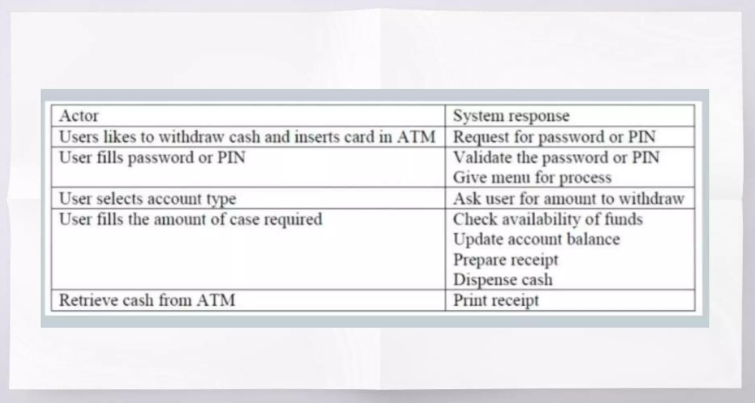 Actor
System response
Users likes to withdraw cash and inserts card in ATM
Request for password or PIN
User fills password or PIN
Validate the password or PIN
Give menu for process
User selects account type
Ask user for amount to withdraw
User fills the amount of case required
Check availability of funds
Update account balance
Prepare receipt
Dispense cash
Retrieve cash from ATM
Print receipt